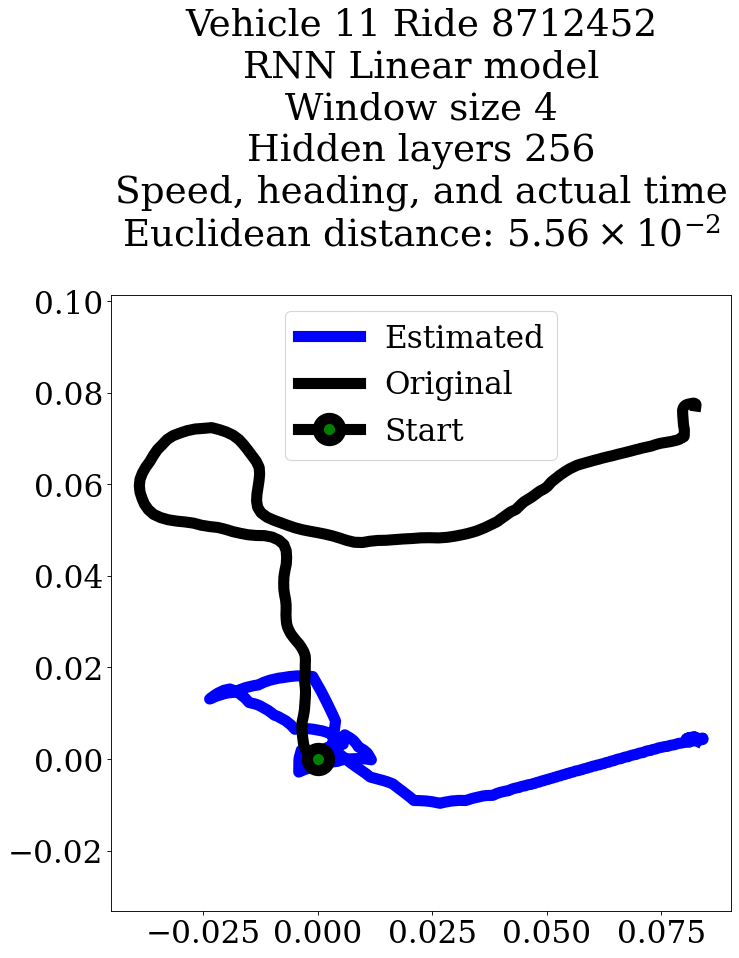 Vehicle 11 Ride 8712452
RNN Linear model
Window size 4
Hidden layers 256
Speed, heading, and actual time
Euclidean distance: 5.56 × 10⁻²
Estimated
Original
Start
0.10
0.08
0.06
0.04
0.02
0.00
−0.02
−0.025 0.000 0.025 0.050 0.075